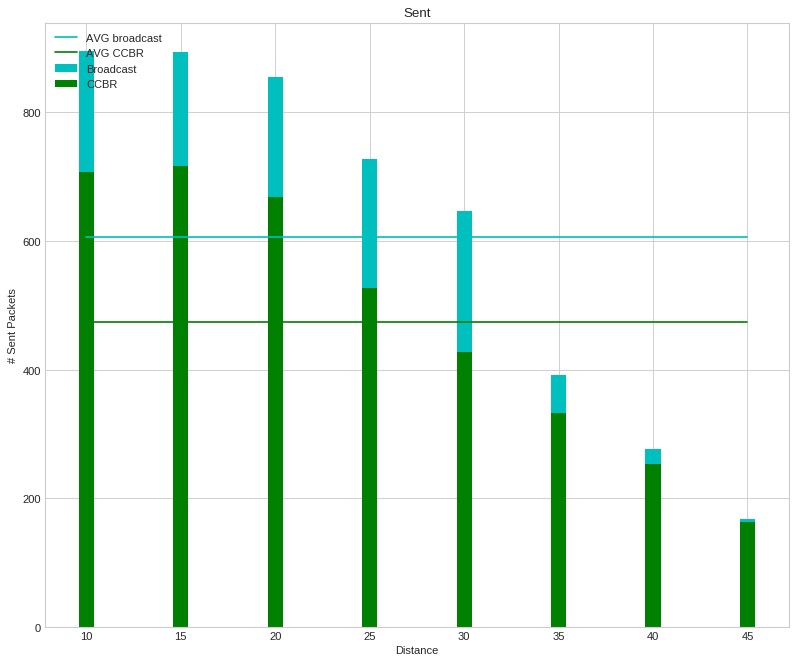 Sent
AVG broadcast
AVG CCBR
Broadcast
CCBR
# Sent Packets
800
600
400
200
0
10 15 20 25 30 35 40 45
Distance